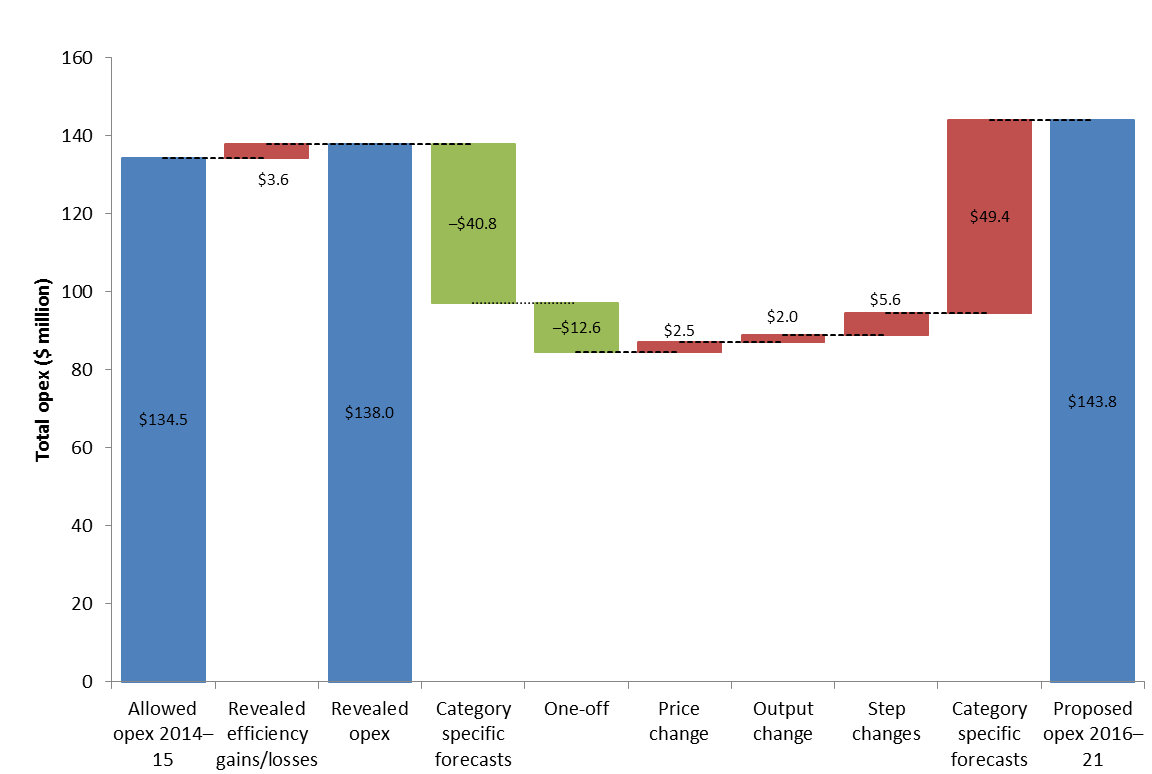 Total opex ($ million)
160
140
120
100
80
60
40
20
0
$134.5
$3.6
$138.0
–$40.8
–$12.6
$2.5
$2.0
$5.6
$49.4
$143.8
Allowed
opex 2014–
15
Revealed
efficiency
gains/losses
Revealed
opex
Category
specific
forecasts
One-off
Price
change
Output
change
Step
changes
Category
specific
forecasts
Proposed
opex 2016–
21